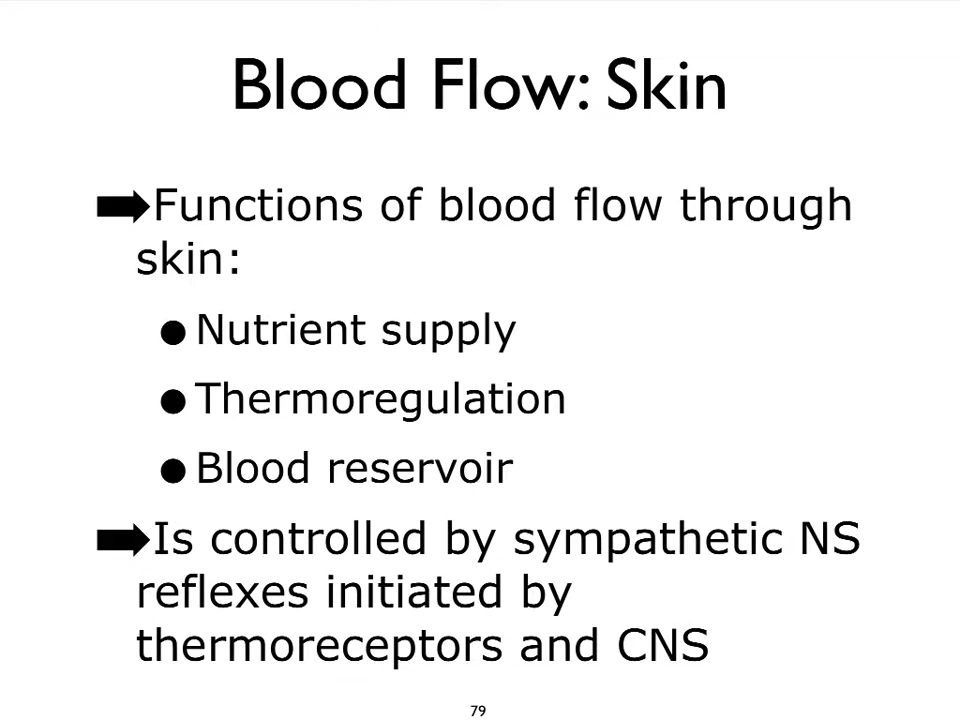 Blood Flow: Skin
➡Functions of blood flow through
skin:
●Nutrient supply
●Thermoregulation
●Blood reservoir
➡Is controlled by sympathetic NS
reflexes initiated by
thermoreceptors and CNS
79